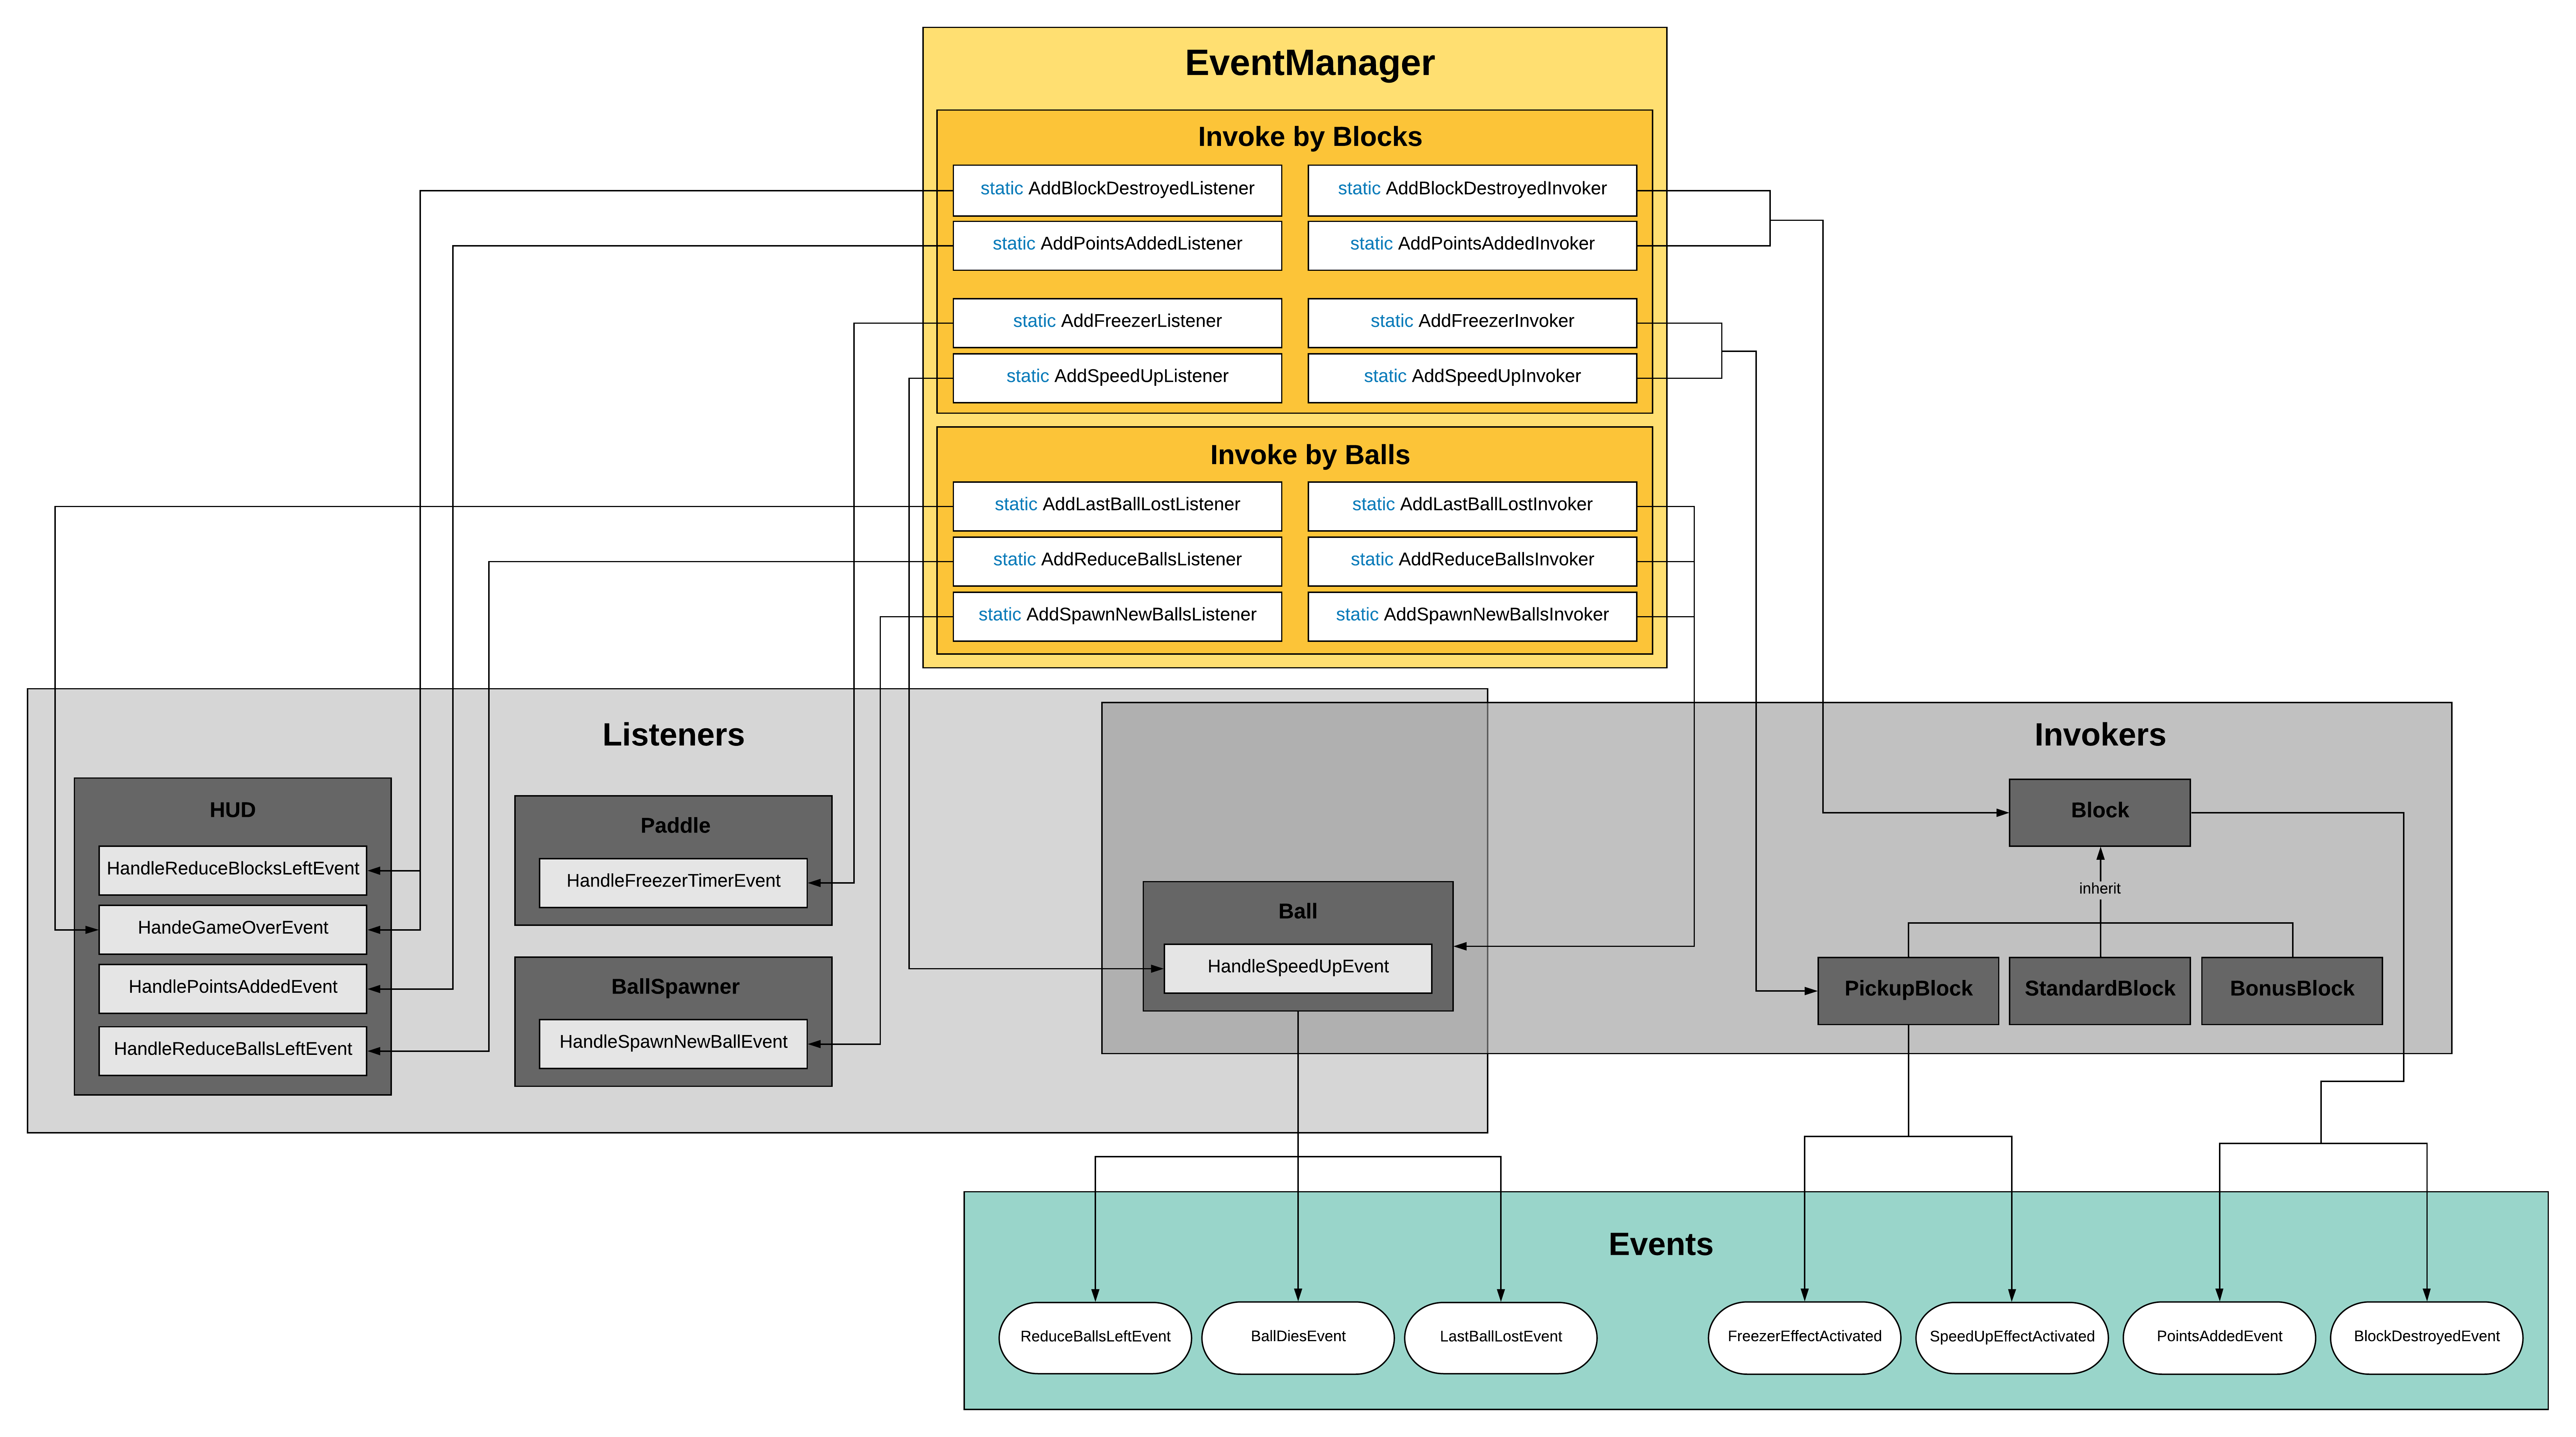 EventManager
Invoke by Blocks
static AddBlockDestroyedListener
static AddBlockDestroyedInvoker
static AddPointsAddedListener
static AddPointsAddedInvoker
static AddFreezerListener
static AddFreezerInvoker
static AddSpeedUpListener
static AddSpeedUpInvoker
Invoke by Balls
static AddLastBallLostListener
static AddLastBallLostInvoker
static AddReduceBallsListener
static AddReduceBallsInvoker
static AddSpawnNewBallsListener
static AddSpawnNewBallsInvoker
Listeners
HUD
HandleReduceBlocksLeftEvent
HandeGameOverEvent
HandlePointsAddedEvent
HandleReduceBallsLeftEvent
Paddle
HandleFreezerTimerEvent
BallSpawner
HandleSpawnNewBallEvent
Ball
HandleSpeedUpEvent
Invokers
Block
inherit
PickupBlock
StandardBlock
BonusBlock
Events
ReduceBallsLeftEvent
BallDiesEvent
LastBallLostEvent
FreezerEffectActivated
SpeedUpEffectActivated
PointsAddedEvent
BlockDestroyedEvent